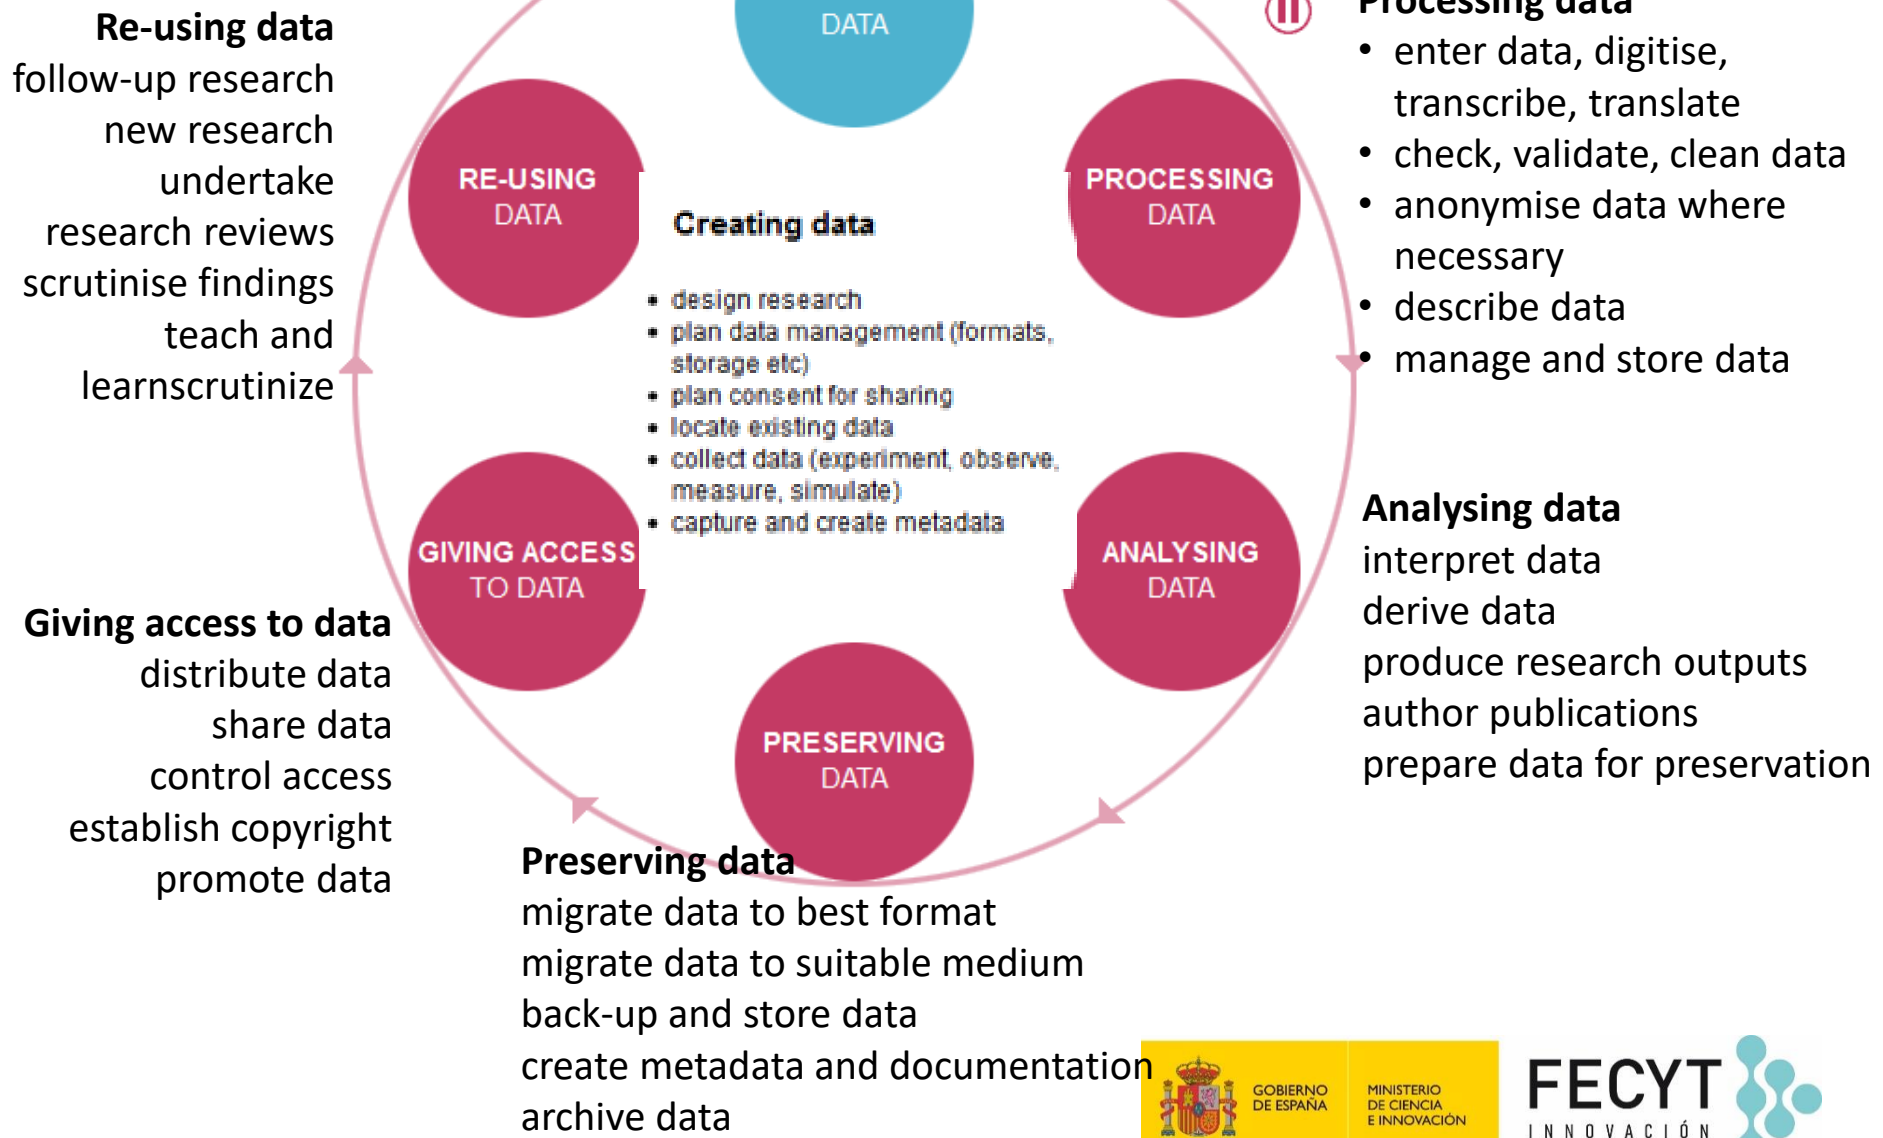 Re-using data
follow-up research
new research
undertake
research reviews
scrutinise findings
teach and
learnscrutinize
DATA
Processing data
• enter data, digitise,
transcribe, translate
• check, validate, clean data
• anonymise data where
necessary
• describe data
• manage and store data
RE-USING
DATA
PROCESSING
DATA
Creating data
• design research
• plan data management (formats,
storage etc)
• plan consent for sharing
• locate existing data
• collect data (experiment, observe,
measure, simulate)
• capture and create metadata
GIVING ACCESS
TO DATA
ANALYSING
DATA
Analysing data
interpret data
derive data
produce research outputs
author publications
prepare data for preservation
Giving access to data
distribute data
share data
control access
establish copyright
promote data
PRESERVING
DATA
Preserving data
migrate data to best format
migrate data to suitable medium
back-up and store data
create metadata and documentation
archive data
GOBIERNO
DE ESPAÑA
MINISTERIO
DE CIENCIA
E INNOVACIÓN
FECYT
INNOVACIÓN